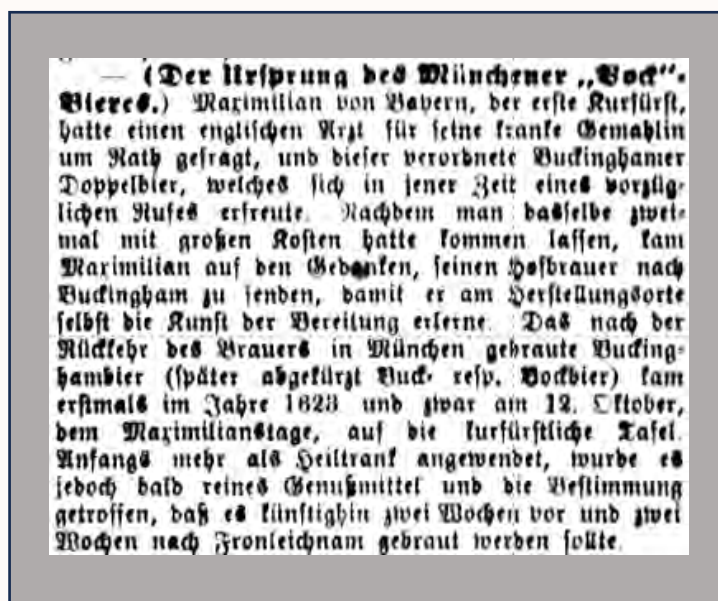 — (Der Ursprung des Münchener „Bock"-
Bieres.) Maximilian von Bayern, der erste Kurfürst,
hatte einen englischen Arzt für seine kranke Gemahlin
um Rath gefragt, und dieser verordnete Buckinghamer
Doppelbier, welches sich in jener Zeit eines vorzüg-
lichen Rufes erfreute. Nachdem man dasselbe zwei-
mal mit großen Kosten hatte kommen lassen, kam
Maximilian auf den Gedanken, seinen Hofbrauer nach
Buckingham zu senden, damit er am Herstellungsorte
selbst die Kunst der Bereitung erlerne. Das nach der
Rückkehr des Brauers in München gebraute Bucking-
hambier (später abgekürzt Buck- resp. Bockbier) kam
erstmals im Jahre 1623 und zwar am 12. Oktober,
dem Maximilianstage, auf die kurfürstliche Tafel.
Anfangs mehr als Heiltrank angewendet, wurde es
jedoch bald reines Genußmittel und die Bestimmung
getroffen, daß es künftighin zwei Wochen vor und zwei
Wochen nach Fronleichnam gebraut werden sollte.